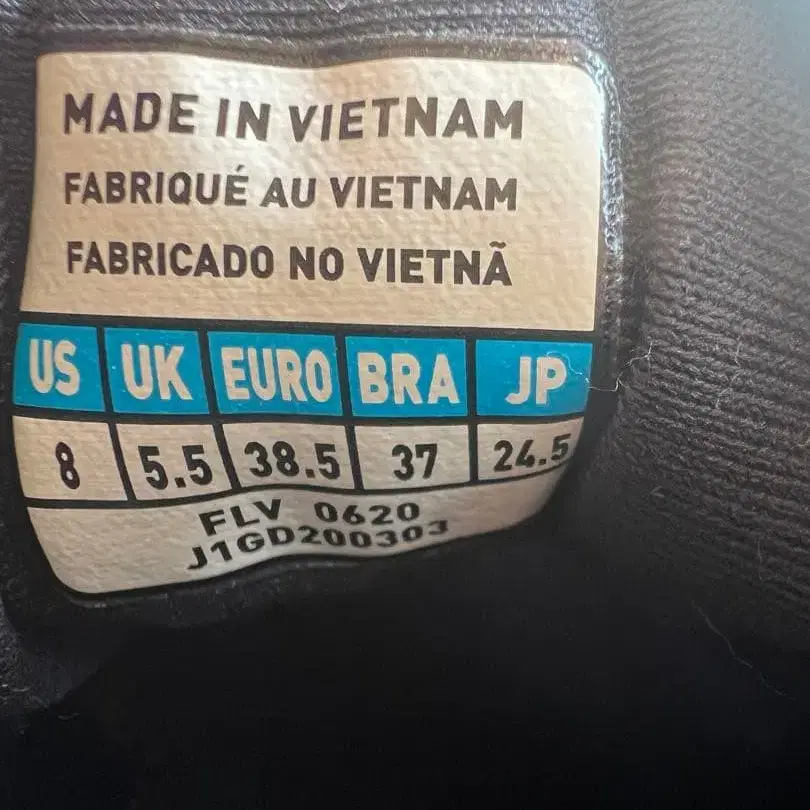 MADE IN VIETNAM
FABRIQUÉ AU VIETNAM
FABRICADO NO VIETNÃ
US UK EURO BRA JP
8 5.5 38.5 37 24.5
FLV 0620
J1GD200303